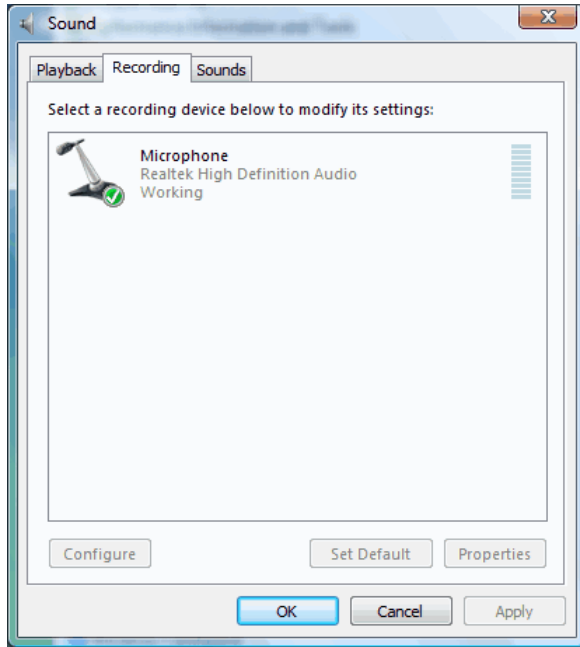 Sound
Playback Recording Sounds
Select a recording device below to modify its settings:
Microphone
Realtek High Definition Audio
Working
Configure Set Default Properties
OK Cancel Apply